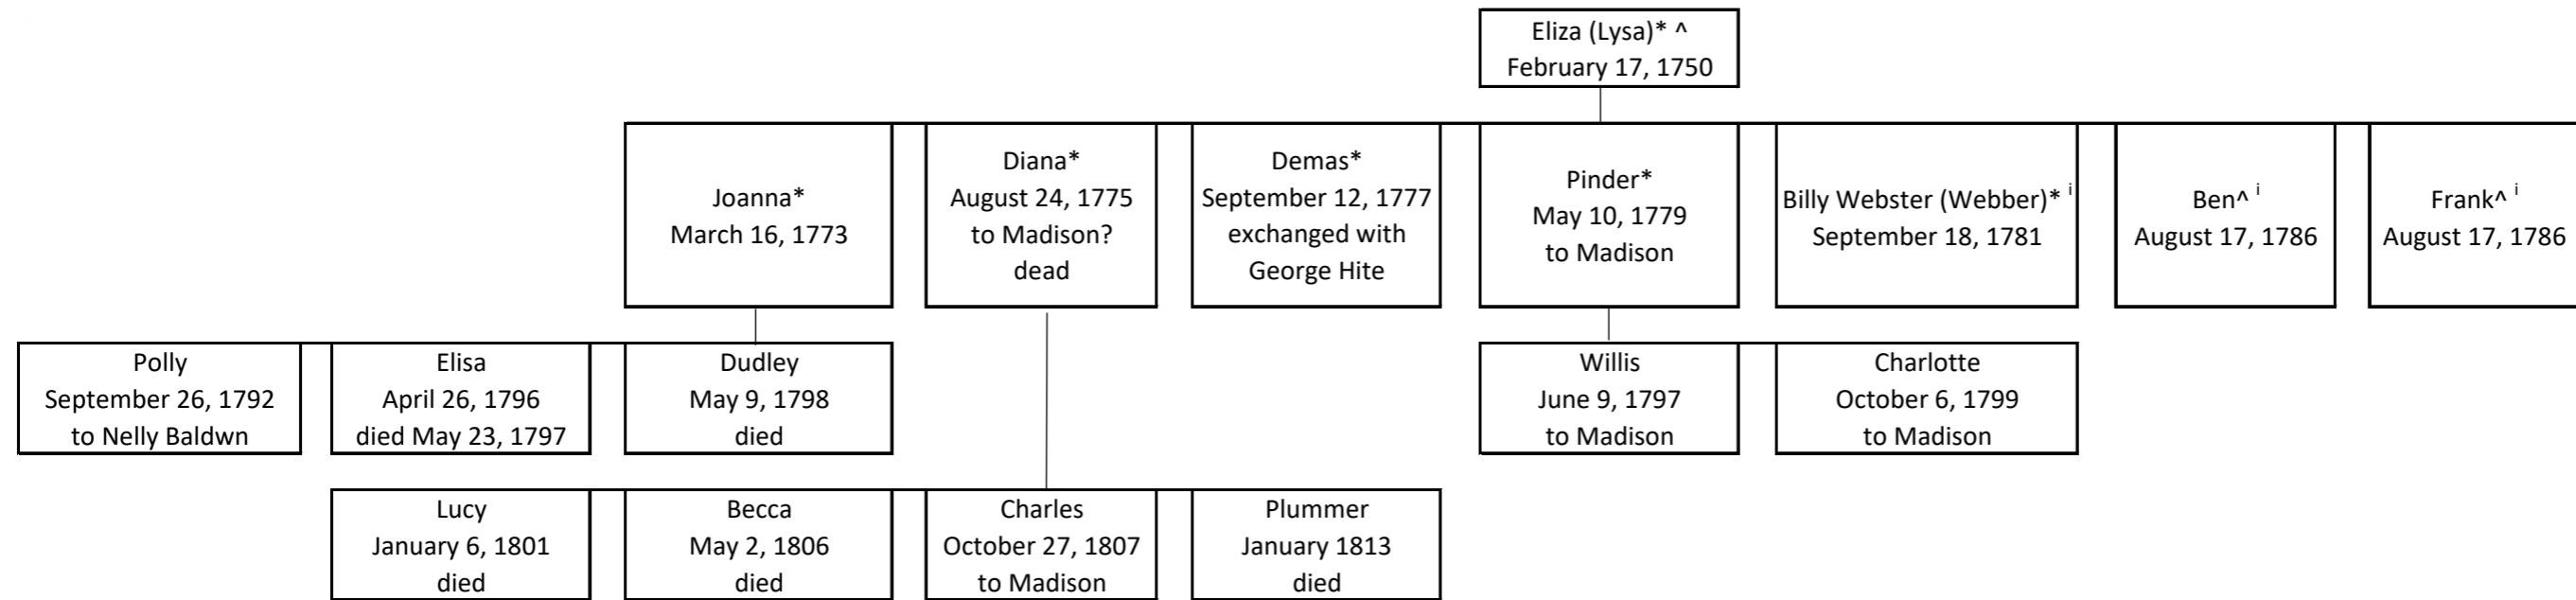 Eliza (Lysa)* ^
February 17, 1750
Joanna*
March 16, 1773
Diana*
August 24, 1775
to Madison?
dead
Demas*
September 12, 1777
exchanged with
George Hite
Pinder*
May 10, 1779
to Madison
Billy Webster (Webber)* i
September 18, 1781
Ben^ i
August 17, 1786
Frank^ i
August 17, 1786
Polly
September 26, 1792
to Nelly Baldwn
Elisa
April 26, 1796
died May 23, 1797
Dudley
May 9, 1798
died
Willis
June 9, 1797
to Madison
Charlotte
October 6, 1799
to Madison
Lucy
January 6, 1801
died
Becca
May 2, 1806
died
Charles
October 27, 1807
to Madison
Plummer
January 1813
died